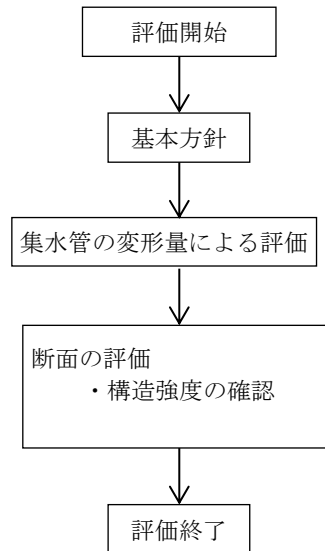 評価開始
基本方針
集水管の変形量による評価
断面の評価
・構造強度の確認
評価終了